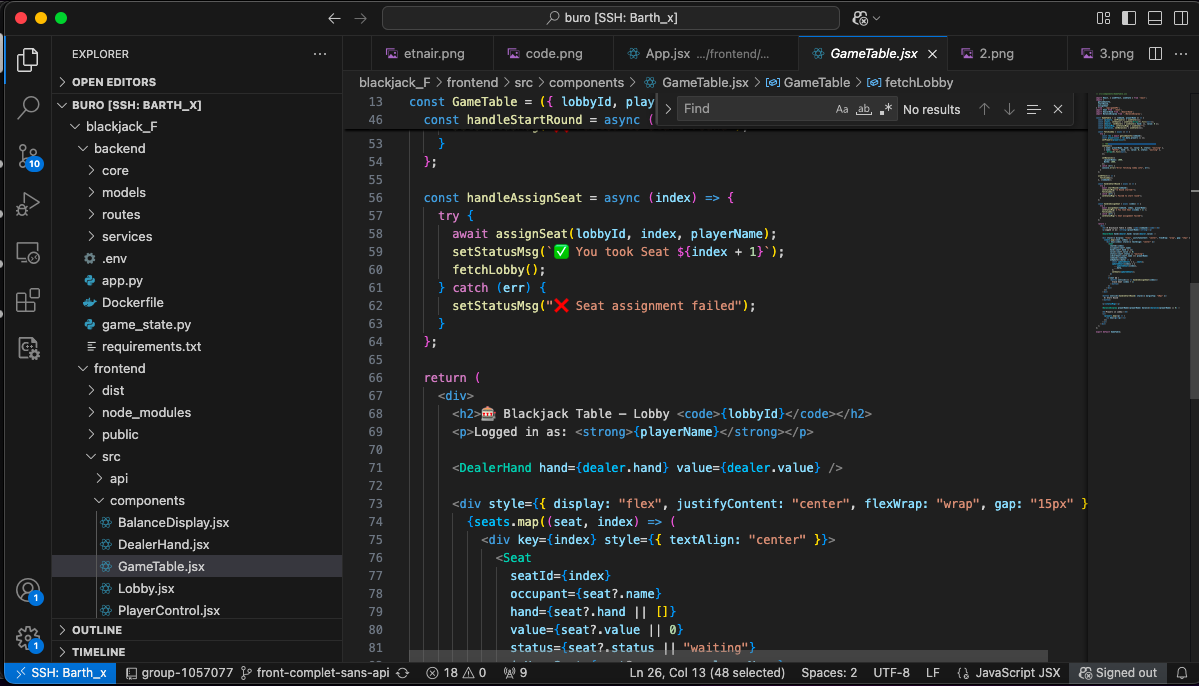 buro [SSH: Barth_x]
EXPLORER
OPEN EDITORS
BURO [SSH: BARTH_X]
blackjack_F
backend
core
models
routes
services
.env
app.py
Dockerfile
game_state.py
requirements.txt
frontend
dist
node_modules
public
src
api
components
BalanceDisplay.jsx
DealerHand.jsx
GameTable.jsx
Lobby.jsx
PlayerControl.jsx
OUTLINE
TIMELINE
10
1
1
etnair.png
code.png
App.jsx .../frontend/...
GameTable.jsx
2.png
3.png
blackjack_F > frontend > src > components > GameTable.jsx > GameTable > fetchLobby
Find
Aa ab .*
No results
13 const GameTable = ({ lobbyId, play
46 const handleStartRound = async (
53 }
54 };
55
56 const handleAssignSeat = async (index) => {
57 try {
58 await assignSeat(lobbyId, index, playerName);
59 setStatusMsg(`✅ You took Seat ${index + 1}`);
60 fetchLobby();
61 } catch (err) {
62 setStatusMsg("❌ Seat assignment failed");
63 }
64 };
65
66 return (
67 <div>
68 <h2>🎰 Blackjack Table — Lobby <code>{lobbyId}</code></h2>
69 <p>Logged in as: <strong>{playerName}</strong></p>
70
71 <DealerHand hand={dealer.hand} value={dealer.value} />
72
73 <div style={{ display: "flex", justifyContent: "center", flexWrap: "wrap", gap: "15px" }
74 {seats.map((seat, index) => (
75 <div key={index} style={{ textAlign: "center" }}>
76 <Seat
77 seatId={index}
78 occupant={seat?.name}
79 hand={seat?.hand || []}
80 value={seat?.value || 0}
81 status={seat?.status || "waiting"}
SSH: Barth_x
group-1057077
front-complet-sans-api
18
0
9
Ln 26, Col 13 (48 selected)
Spaces: 2
UTF-8
LF
{} JavaScript JSX
Signed out